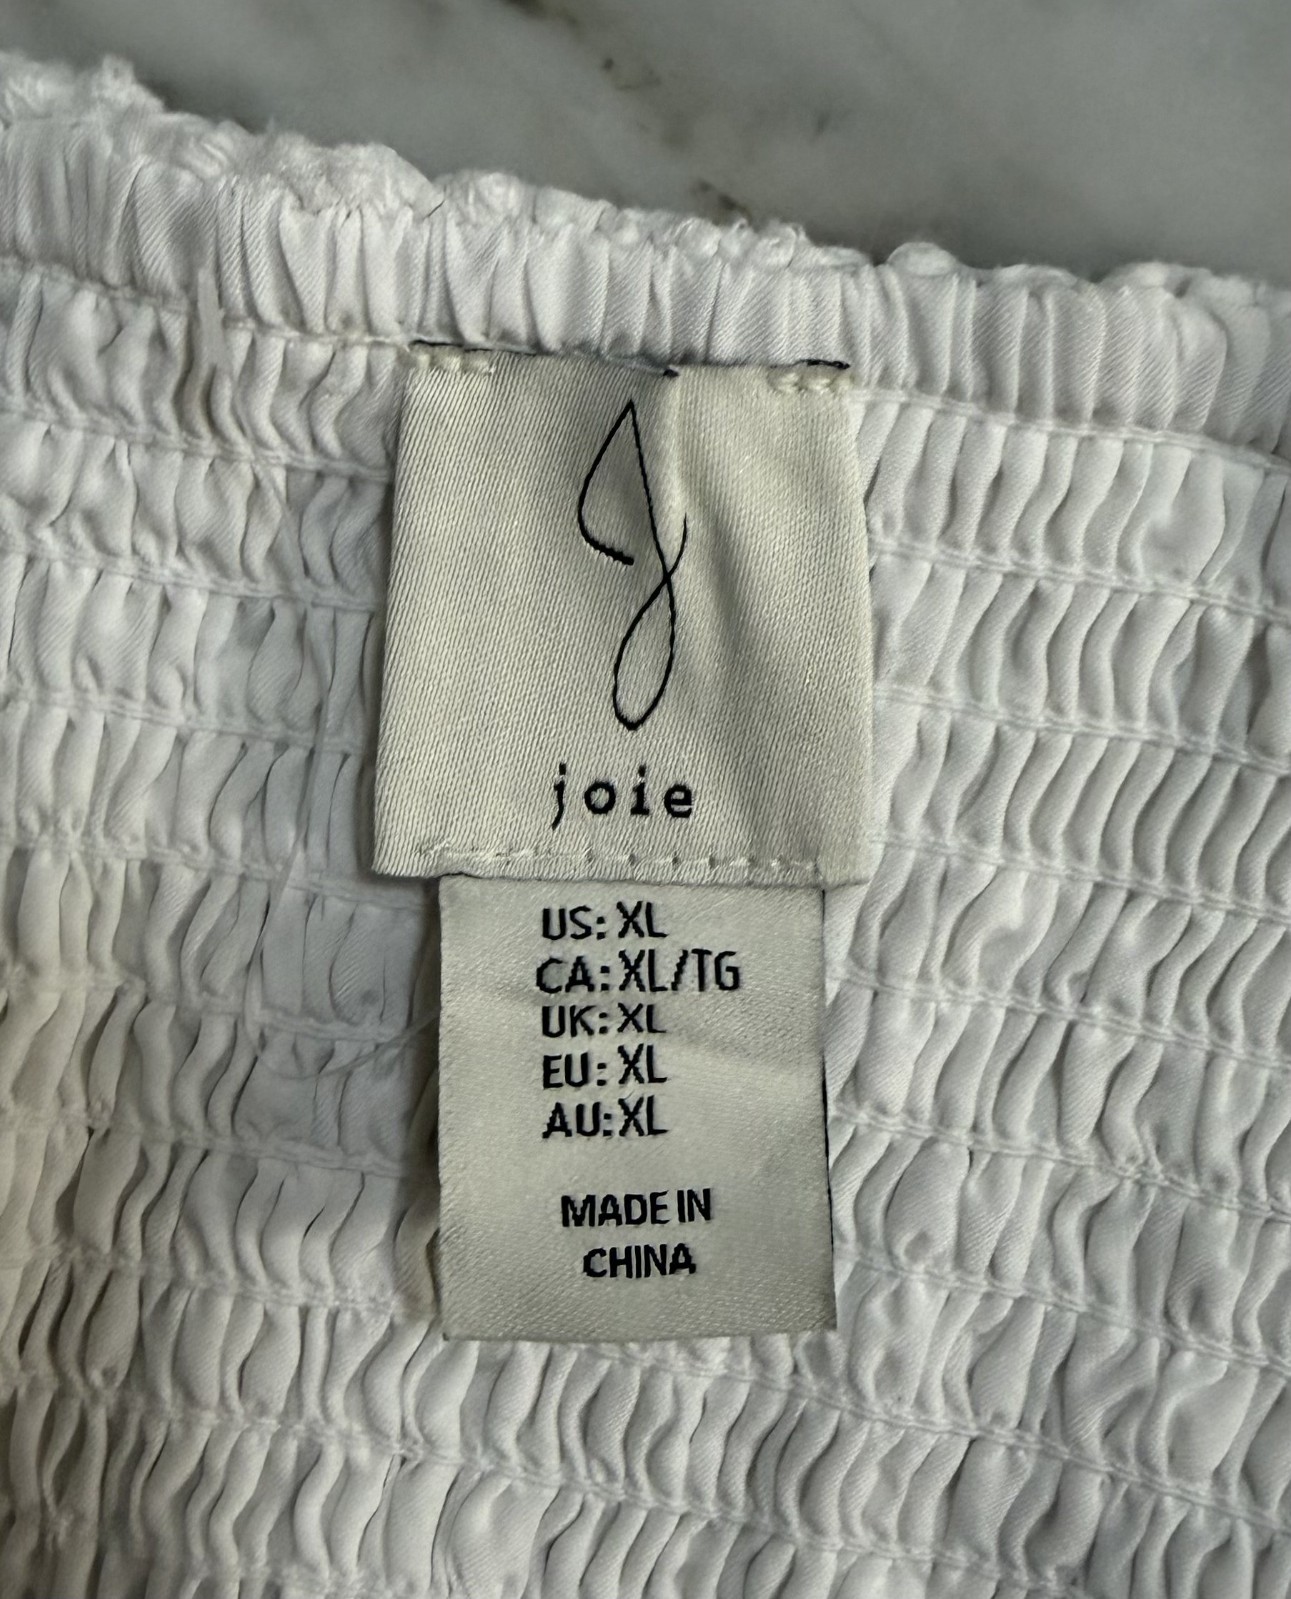 joie
US: XL
CA: XL/TG
UK: XL
EU: XL
AU: XL
MADE IN
CHINA